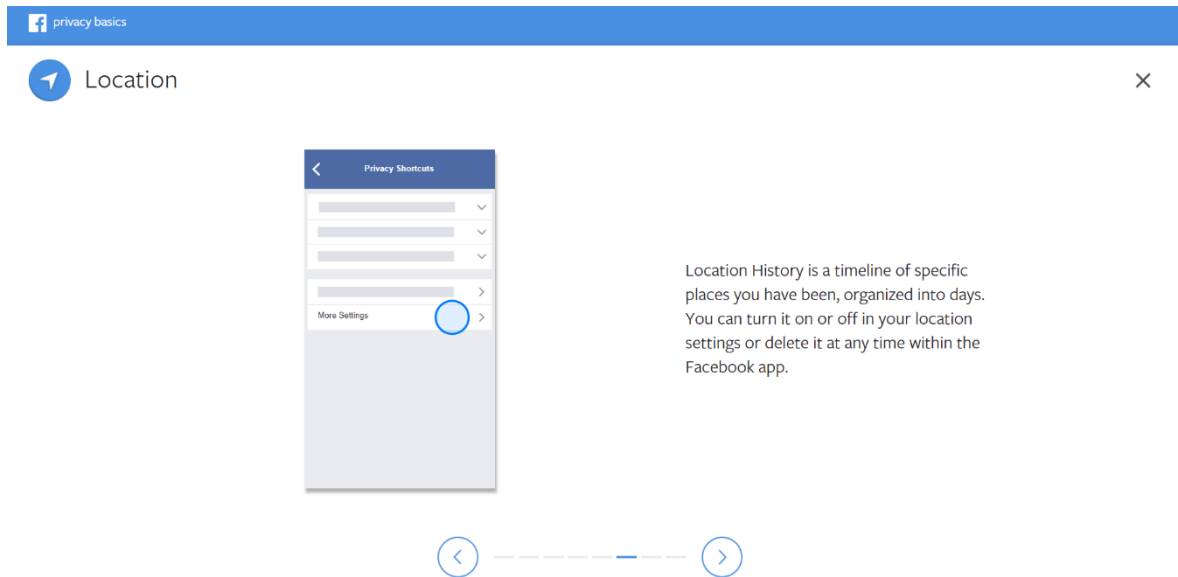 privacy basics
Location
Privacy Shortcuts
More Settings
Location History is a timeline of specific
places you have been, organized into days.
You can turn it on or off in your location
settings or delete it at any time within the
Facebook app.